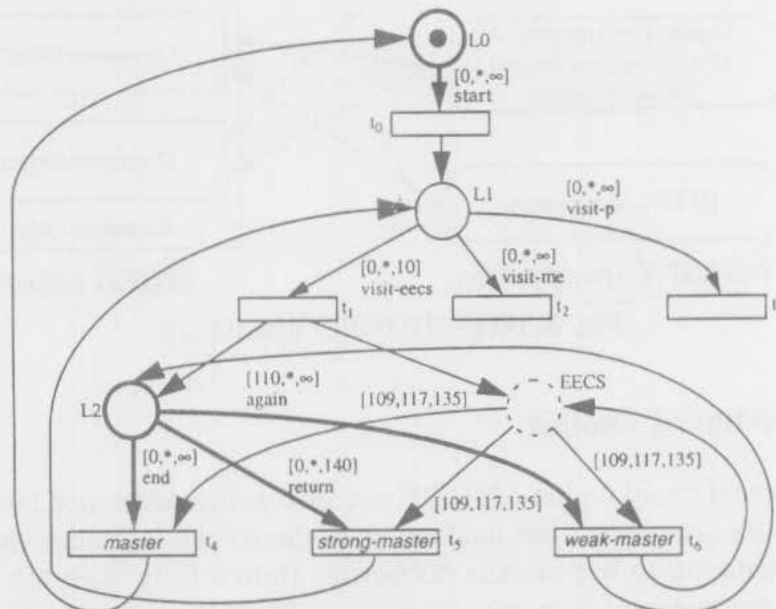 L0
[0,*,∞]
start
t0
L1
[0,*,∞]
visit-p
[0,*,10]
visit-eecs
[0,*,∞]
visit-me
t1
t2
t
EECS
L2
[110,*,∞]
again
[109,117,135]
[109,117,135]
[0,*,∞]
end
[0,*,140]
return
[109,117,135]
master
t4
strong-master
t5
weak-master
t6